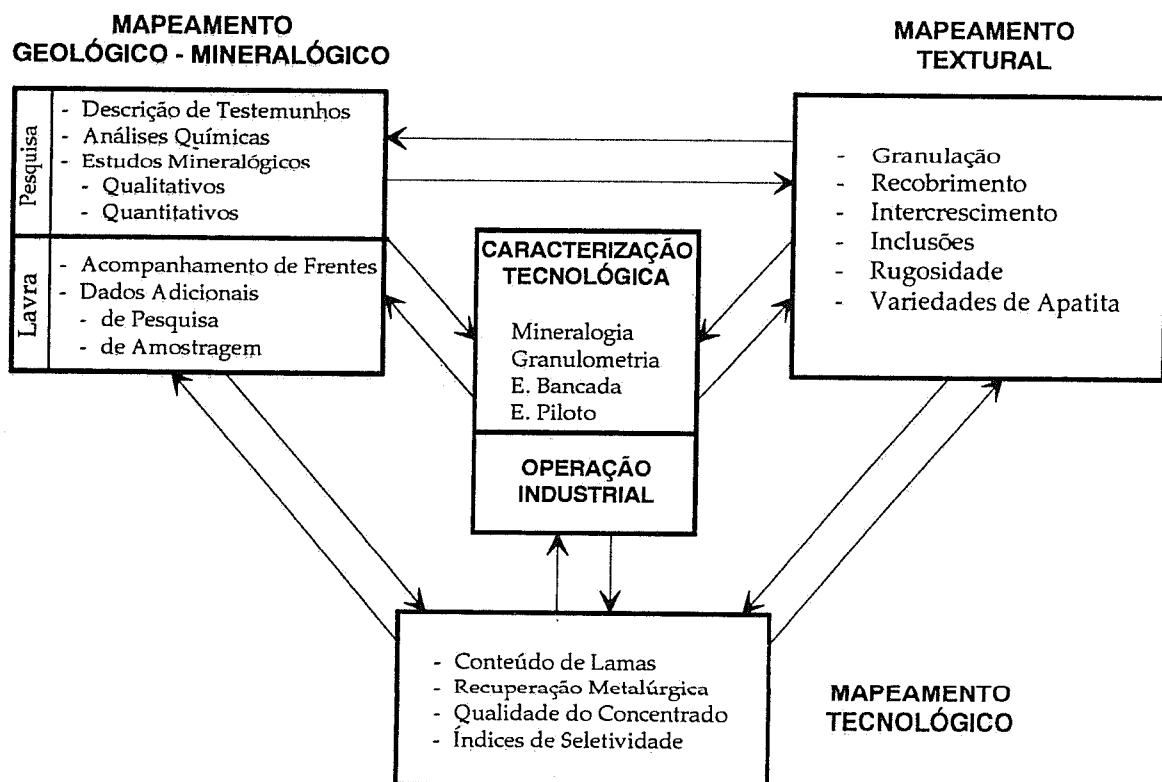 MAPEAMENTO
GEOLÓGICO - MINERALÓGICO
Pesquisa
- Descrição de Testemunhos
- Análises Químicas
- Estudos Mineralógicos
- Qualitativos
- Quantitativos
Lavra
- Acompanhamento de Frentes
- Dados Adicionais
- de Pesquisa
- de Amostragem
MAPEAMENTO
TEXTURAL
- Granulação
- Recobrimento
- Intercrescimento
- Inclusões
- Rugosidade
- Variedades de Apatita
CARACTERIZAÇÃO
TECNOLÓGICA
Mineralogia
Granulometria
E. Bancada
E. Piloto
OPERAÇÃO
INDUSTRIAL
- Conteúdo de Lamas
- Recuperação Metalúrgica
- Qualidade do Concentrado
- Índices de Seletividade
MAPEAMENTO
TECNOLÓGICO